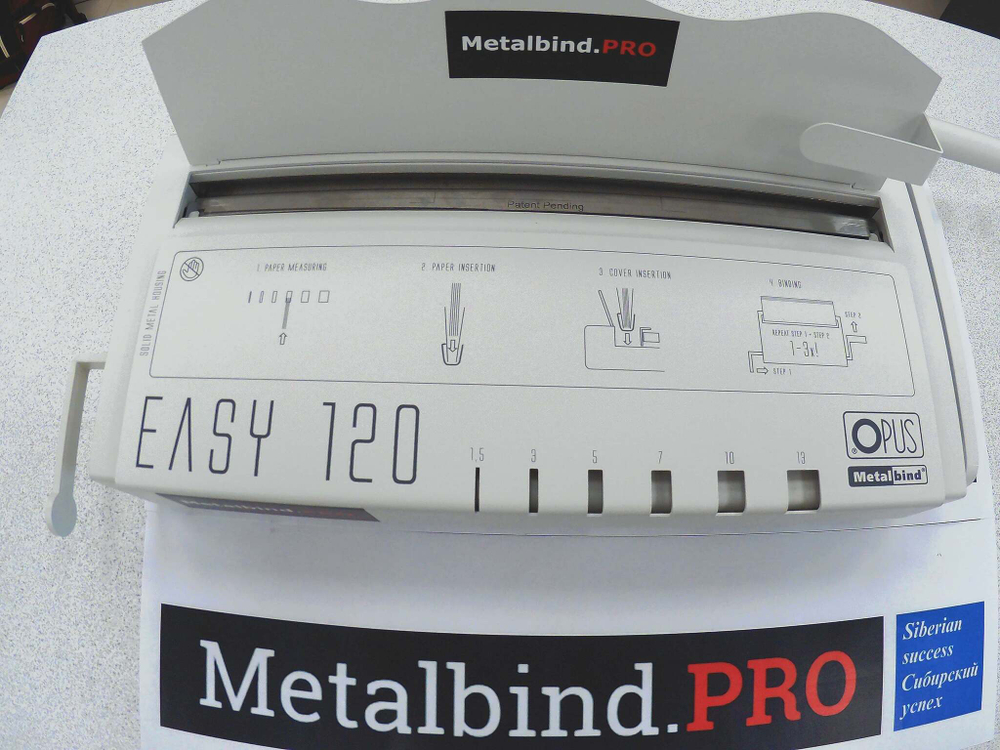 Metalbind.PRO
Patent Pending
SOLID METAL HOUSING
1. PAPER MEASURING
2. PAPER INSERTION
3. COVER INSERTION
4. BINDING
STEP 2
REPEAT STEP 1 - STEP 2
1-3x!
STEP 1
EASY 120
1,5 3 5 7 10 13
OPUS
Metalbind®
Metalbind.PRO
Metalbind.PRO
Siberian
success
Сибирский
успех